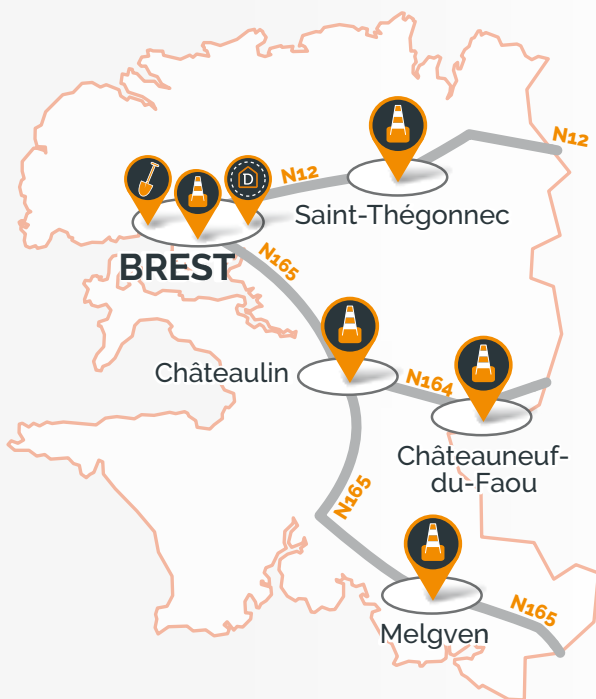 N12
N12
Saint-Thégonnec
D
BREST
N165
Châteaulin
N164
Châteauneuf-
du-Faou
N165
Melgven
N165